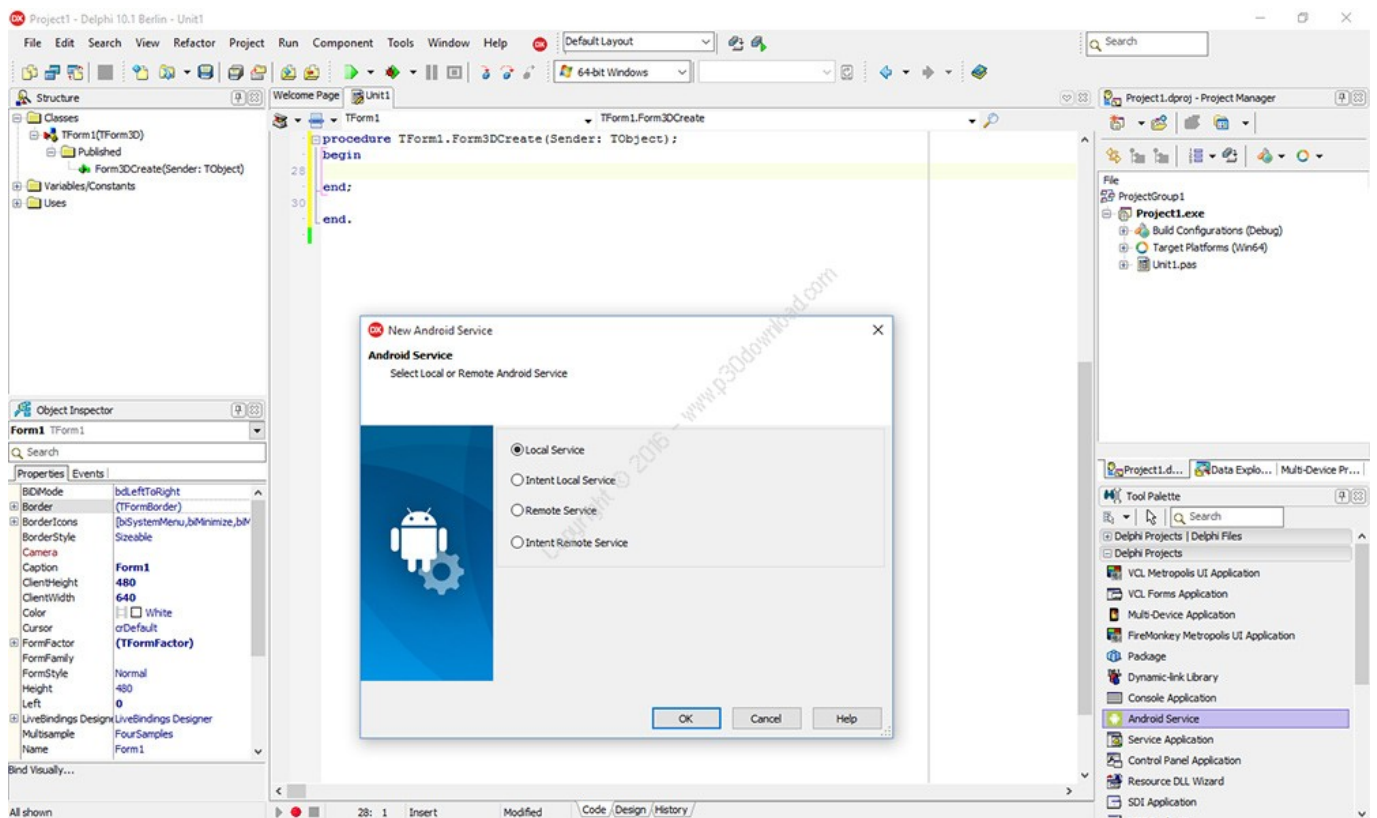 Project1 - Delphi 10.1 Berlin - Unit1
File Edit Search View Refactor Project Run Component Tools Window Help
Default Layout
Search
64-bit Windows
Structure
Classes
TForm1(TForm3D)
Published
Form3DCreate(Sender: TObject)
Variables/Constants
Uses
Welcome Page
Unit1
TForm1
TForm1.Form3DCreate
procedure TForm1.Form3DCreate(Sender: TObject);
begin
28
end;
30
end.
Project1.dproj - Project Manager
File
ProjectGroup1
Project1.exe
Build Configurations (Debug)
Target Platforms (Win64)
Unit1.pas
New Android Service
Android Service
Select Local or Remote Android Service
Local Service
Intent Local Service
Remote Service
Intent Remote Service
OK
Cancel
Help
Copyright © 2016 - www.p30download.com
Object Inspector
Form1 TForm1
Search
Properties Events
BiDiMode bdLeftToRight
Border (TFormBorder)
BorderIcons [biSystemMenu,biMinimize,biM
BorderStyle Sizeable
Camera
Caption Form1
ClientHeight 480
ClientWidth 640
Color White
Cursor crDefault
FormFactor (TFormFactor)
FormFamily
FormStyle Normal
Height 480
Left 0
LiveBindings Designe LiveBindings Designer
Multisample FourSamples
Name Form1
Bind Visually...
All shown
28: 1 Insert Modified Code Design History
Project1.d... Data Explo... Multi-Device Pr...
Tool Palette
Search
Delphi Projects | Delphi Files
Delphi Projects
VCL Metropolis UI Application
VCL Forms Application
Multi-Device Application
FireMonkey Metropolis UI Application
Package
Dynamic-link Library
Console Application
Android Service
Service Application
Control Panel Application
Resource DLL Wizard
SDI Application